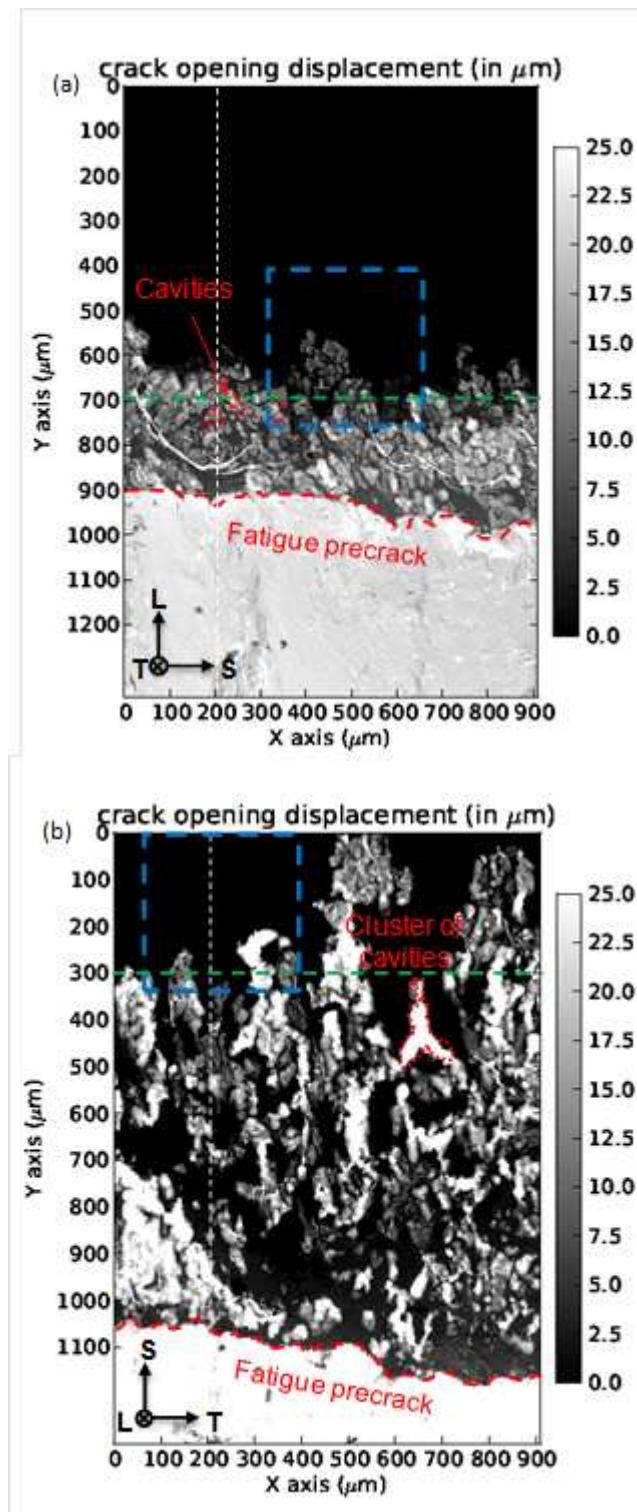 crack opening displacement (in μm)
(a)
0
100
200
300
400
500
600
700
800
900
1000
1100
1200
Y axis (μm)
Cavities
Fatigue precrack
L
T
S
0 100 200 300 400 500 600 700 800 900
X axis (μm)
25.0
22.5
20.0
17.5
15.0
12.5
10.0
7.5
5.0
2.5
0.0
crack opening displacement (in μm)
(b)
0
100
200
300
400
500
600
700
800
900
1000
1100
Y axis (μm)
Cluster of
cavities
Fatigue precrack
S
L
T
0 100 200 300 400 500 600 700 800 900
X axis (μm)
25.0
22.5
20.0
17.5
15.0
12.5
10.0
7.5
5.0
2.5
0.0